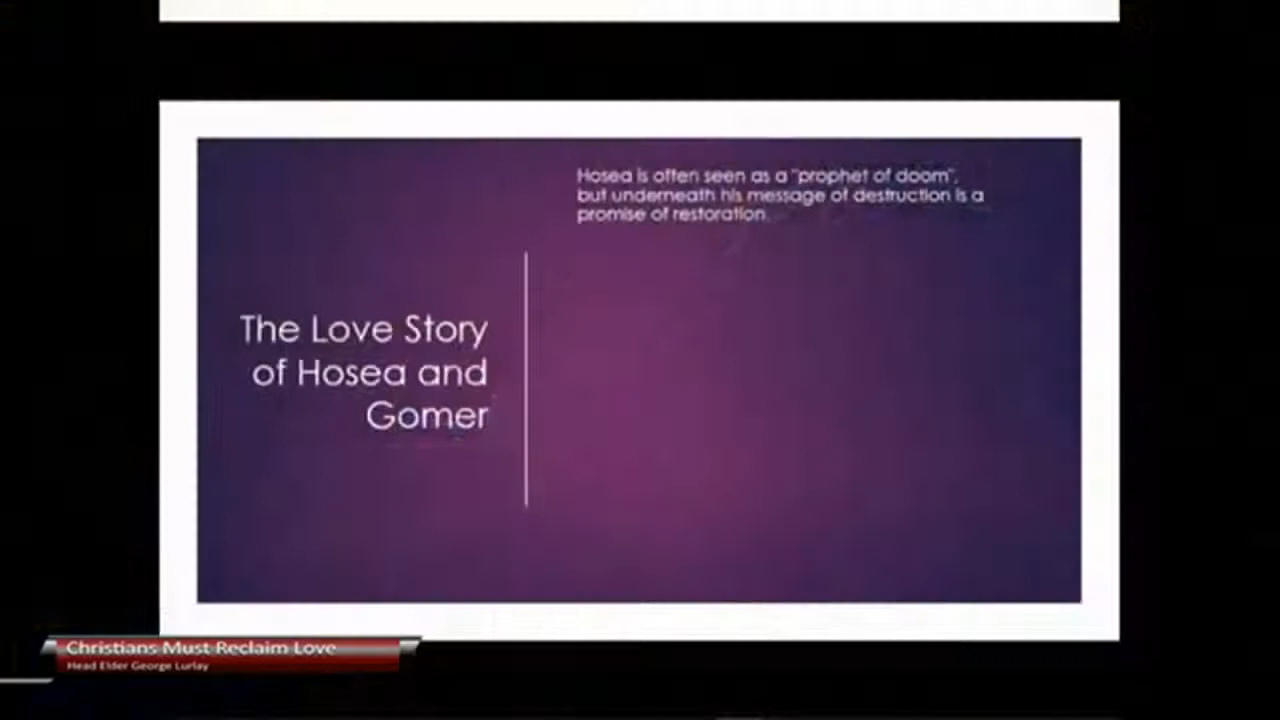 Hosea is often seen as a "prophet of doom",
but underneath his message of destruction is a
promise of restoration.
The Love Story
of Hosea and
Gomer
Christians Must Reclaim Love
Head Elder George Lurlay